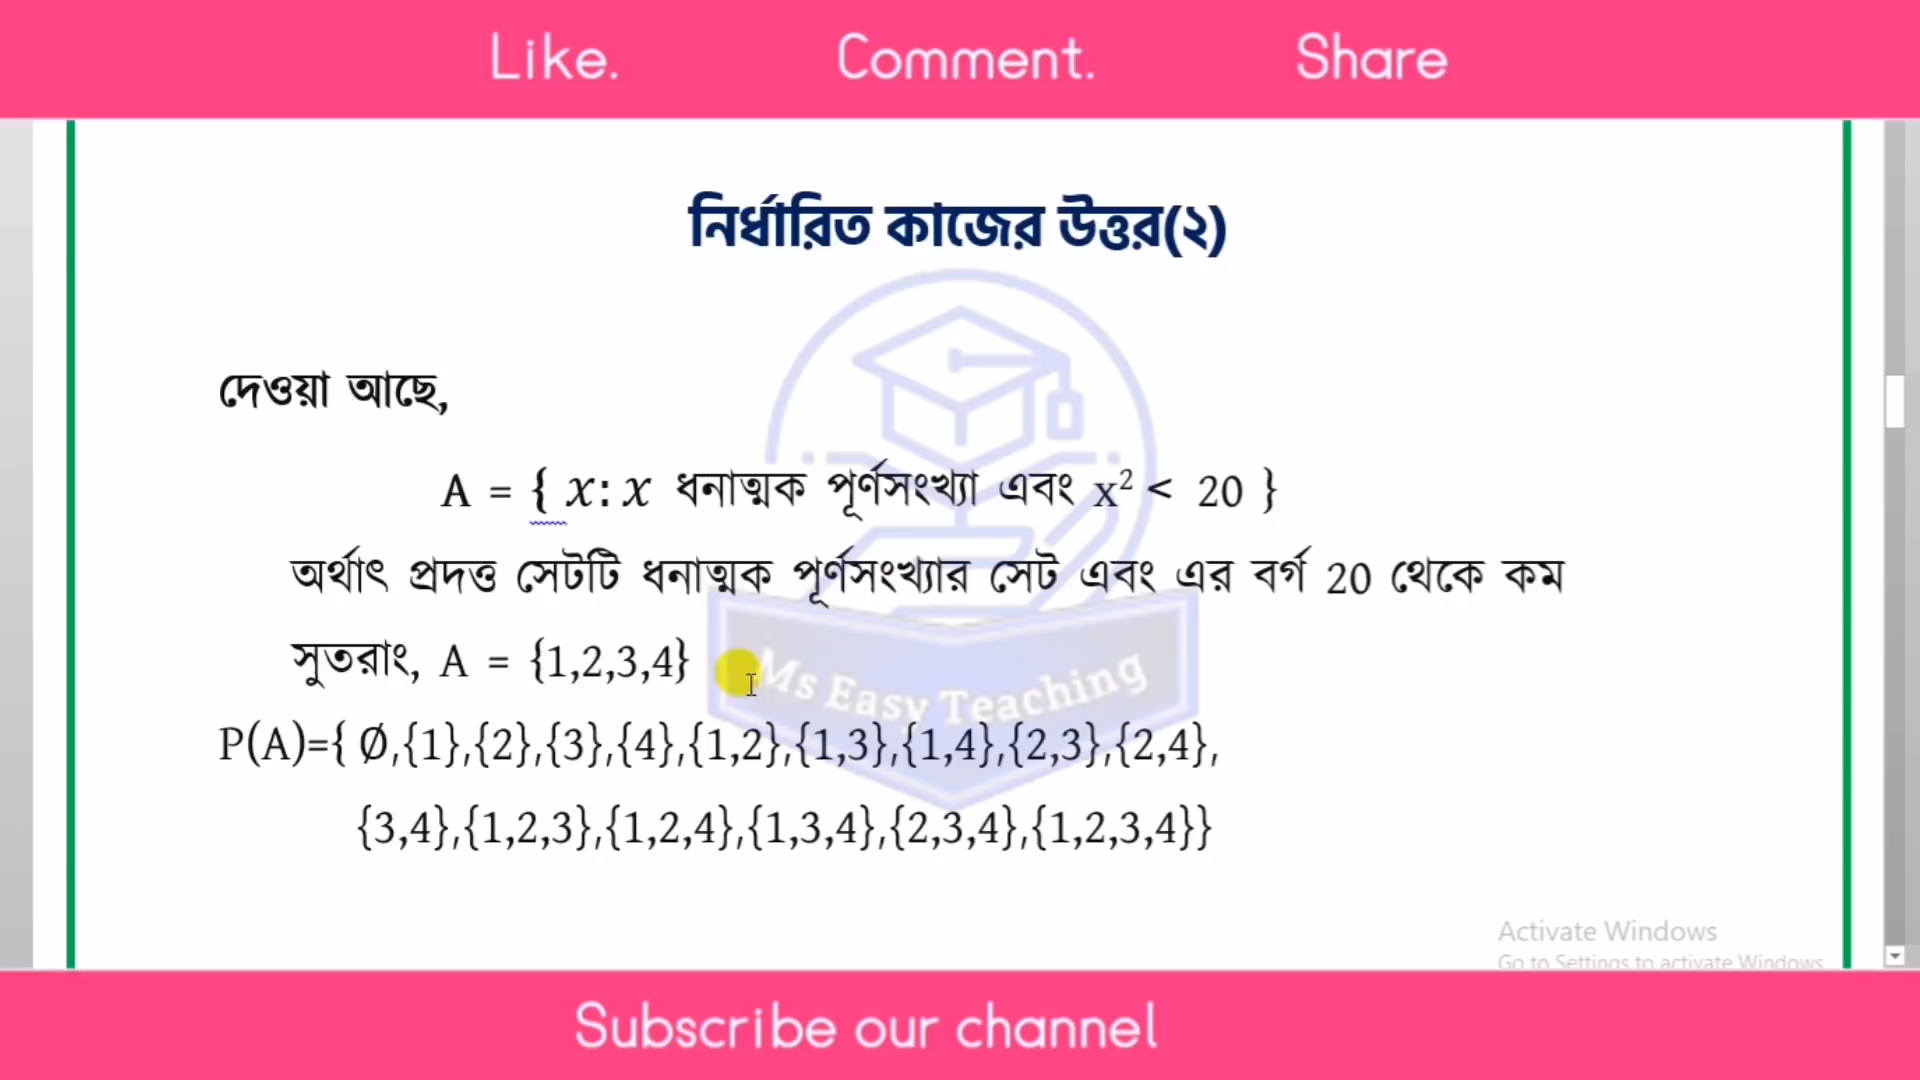 Like. Comment. Share
নির্ধারিত কাজের উত্তর(২)
দেওয়া আছে,
A = { x: x ধনাত্মক পূর্ণসংখ্যা এবং x² < 20 }
অর্থাৎ প্রদত্ত সেটটি ধনাত্মক পূর্ণসংখ্যার সেট এবং এর বর্গ 20 থেকে কম
সুতরাং, A = {1,2,3,4}
Ms Easy Teaching
P(A)={ ∅,{1},{2},{3},{4},{1,2},{1,3},{1,4},{2,3},{2,4},
{3,4},{1,2,3},{1,2,4},{1,3,4},{2,3,4},{1,2,3,4}}
Activate Windows
Go to Settings to activate Windows
Subscribe our channel